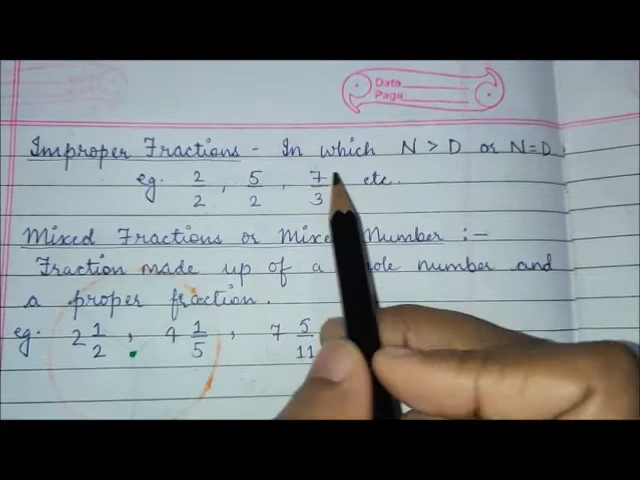 Date
Page
Improper Fractions - In which N > D or N = D.
eg. 2/2, 5/2, 7/3 etc.
Mixed Fractions or Mixed Number :-
Fraction made up of a number and
a proper fraction.
eg. 2 1/2, 4 1/5, 7 5/11